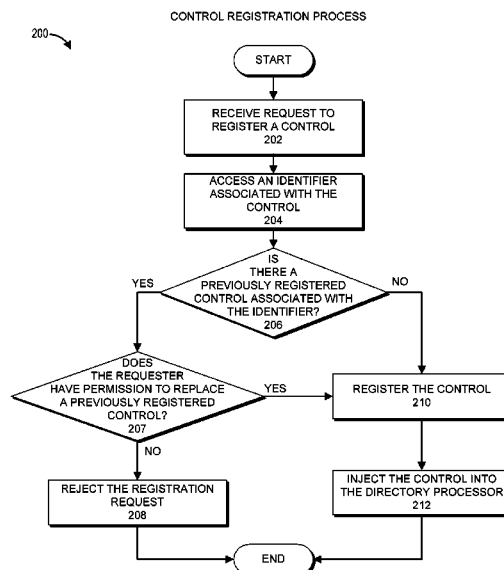 CONTROL REGISTRATION PROCESS
200
START
RECEIVE REQUEST TO
REGISTER A CONTROL
202
ACCESS AN IDENTIFIER
ASSOCIATED WITH THE
CONTROL
204
IS
THERE A
PREVIOUSLY REGISTERED
CONTROL ASSOCIATED WITH
THE IDENTIFIER?
206
YES
NO
DOES
THE REQUESTER
HAVE PERMISSION TO REPLACE
A PREVIOUSLY REGISTERED
CONTROL?
207
YES
REGISTER THE CONTROL
210
NO
REJECT THE REGISTRATION
REQUEST
208
INJECT THE CONTROL INTO
THE DIRECTORY PROCESSOR
212
END